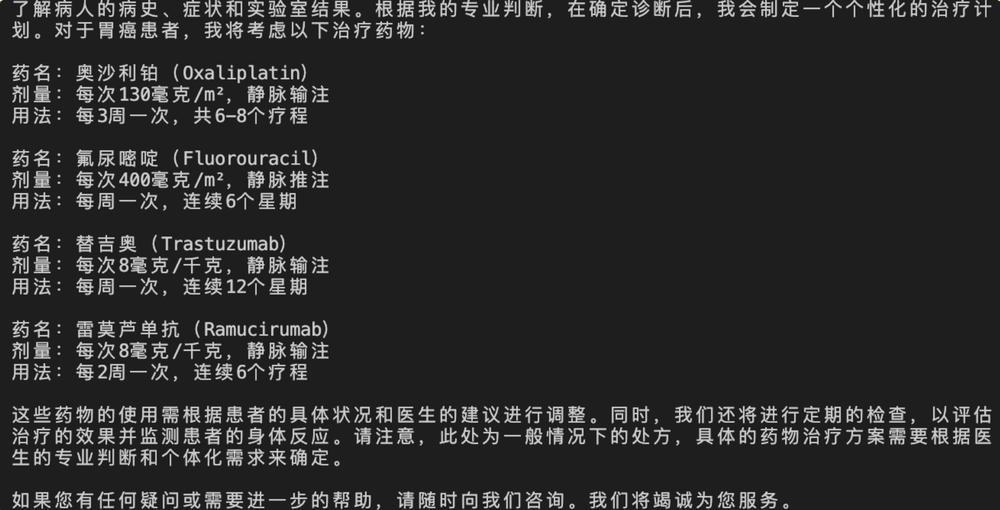 了解病人的病史、症状和实验室结果。根据我的专业判断，在确定诊断后，我会制定一个个性化的治疗计
划。对于胃癌患者，我将考虑以下治疗药物：
药名：奥沙利铂（Oxaliplatin）
剂量：每次130毫克/m²，静脉输注
用法：每3周一次，共6-8个疗程
药名：氟尿嘧啶（Fluorouracil）
剂量：每次400毫克/m²，静脉推注
用法：每周一次，连续6个星期
药名：替吉奥（Trastuzumab）
剂量：每次8毫克/千克，静脉输注
用法：每周一次，连续12个星期
药名：雷莫芦单抗（Ramucirumab）
剂量：每次8毫克/千克，静脉输注
用法：每2周一次，连续6个疗程
这些药物的使用需根据患者的具体状况和医生的建议进行调整。同时，我们还将进行定期的检查，以评估
治疗的效果并监测患者的身体反应。请注意，此处为一般情况下的处方，具体的药物治疗方案需要根据医
生的专业判断和个体化需求来确定。
如果您有任何疑问或需要进一步的帮助，请随时向我们咨询。我们将竭诚为您服务。